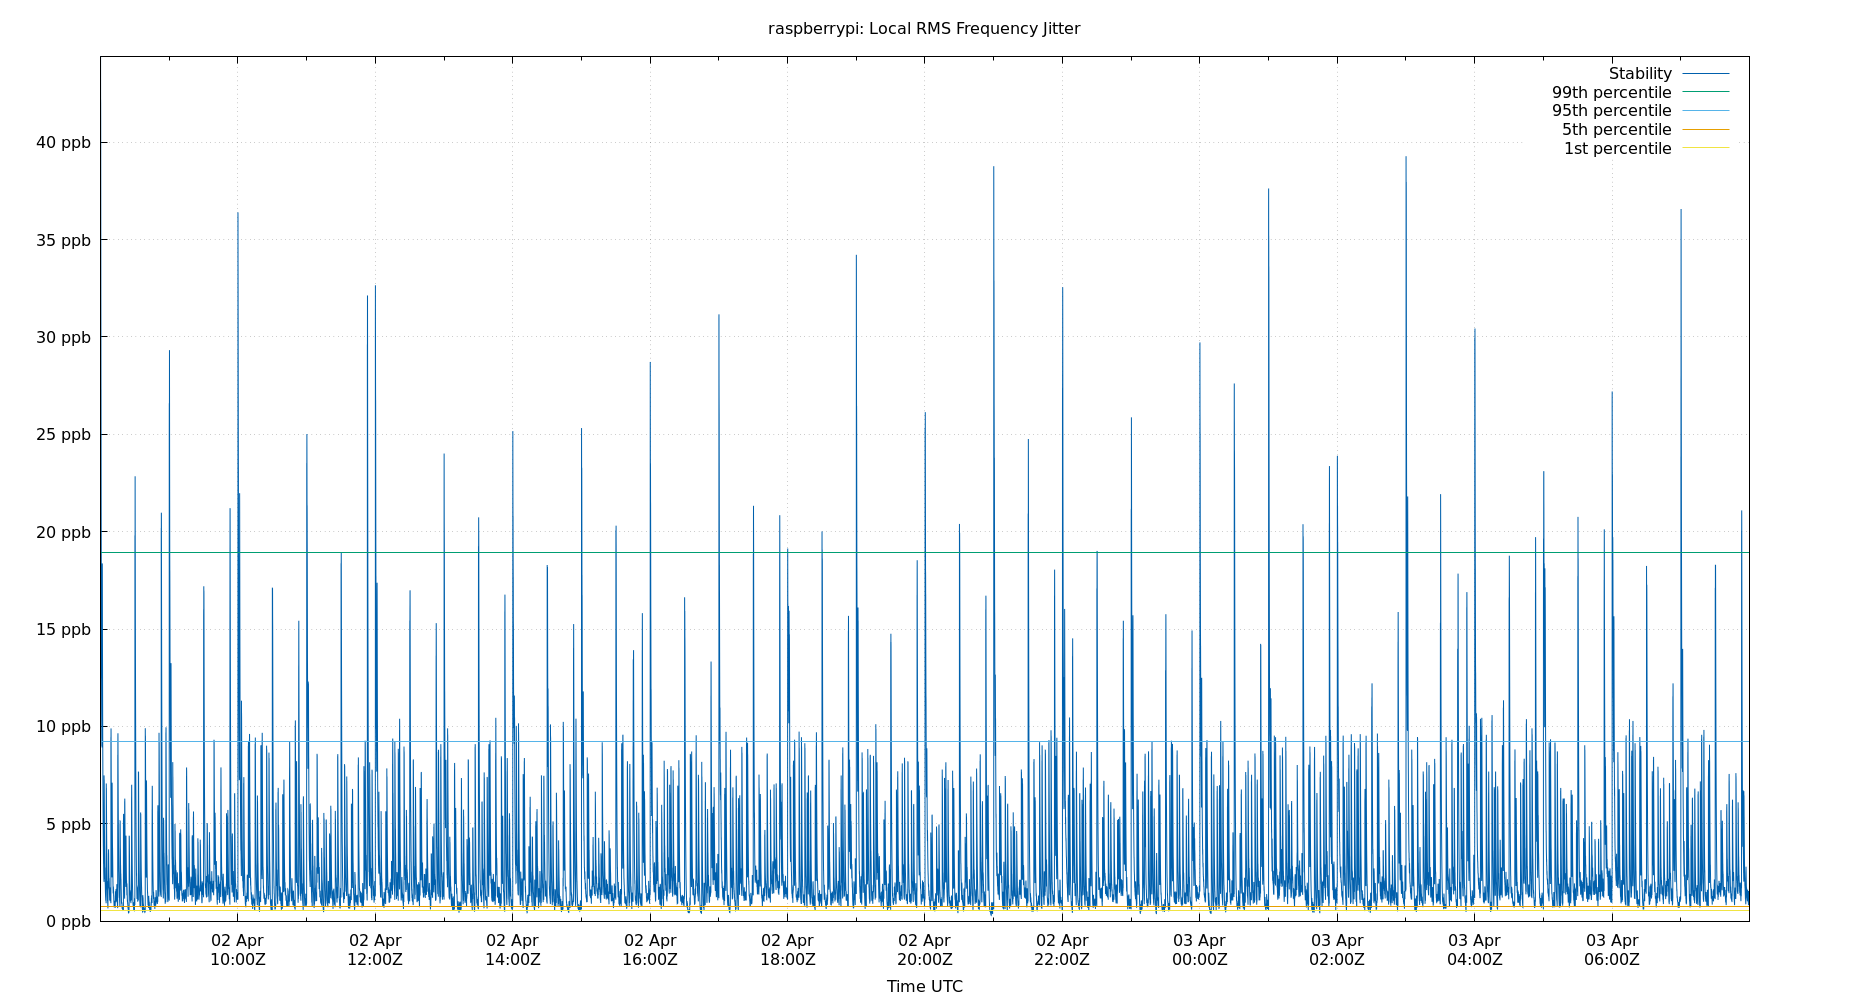 raspberrypi: Local RMS Frequency Jitter
Stability
99th percentile
95th percentile
5th percentile
1st percentile
40 ppb
35 ppb
30 ppb
25 ppb
20 ppb
15 ppb
10 ppb
5 ppb
0 ppb
02 Apr 02 Apr 02 Apr 02 Apr 02 Apr 02 Apr 02 Apr 03 Apr 03 Apr 03 Apr 03 Apr
10:00Z 12:00Z 14:00Z 16:00Z 18:00Z 20:00Z 22:00Z 00:00Z 02:00Z 04:00Z 06:00Z
Time UTC